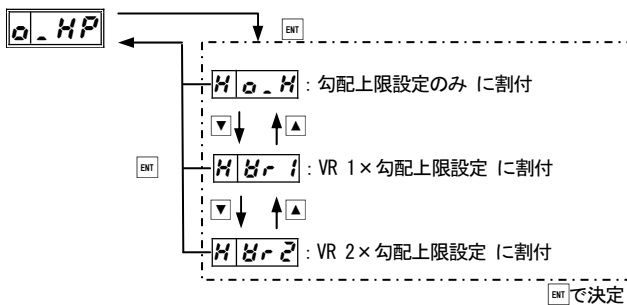 o_HP
ENT
H o_H : 勾配上限設定のみ に割付
▼ ▲
ENT
H Vr 1 : VR 1×勾配上限設定 に割付
▼ ▲
H Vr 2 : VR 2×勾配上限設定 に割付
ENTで決定